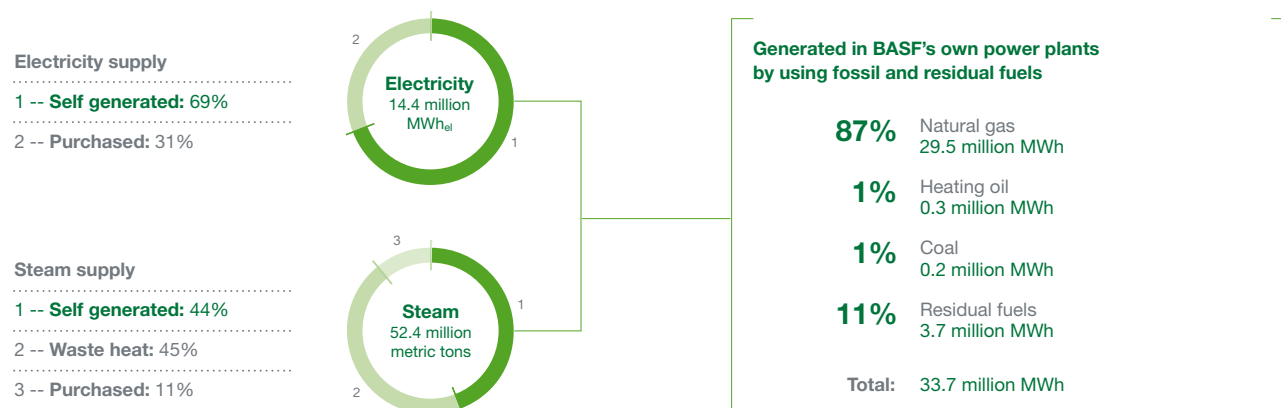 Electricity supply
1 -- Self generated: 69%
2 -- Purchased: 31%
2
Electricity
14.4 million
MWhel
1
Steam supply
1 -- Self generated: 44%
2 -- Waste heat: 45%
3 -- Purchased: 11%
3
Steam
52.4 million
metric tons
1
2
Generated in BASF's own power plants
by using fossil and residual fuels
87% Natural gas
29.5 million MWh
1% Heating oil
0.3 million MWh
1% Coal
0.2 million MWh
11% Residual fuels
3.7 million MWh
Total: 33.7 million MWh